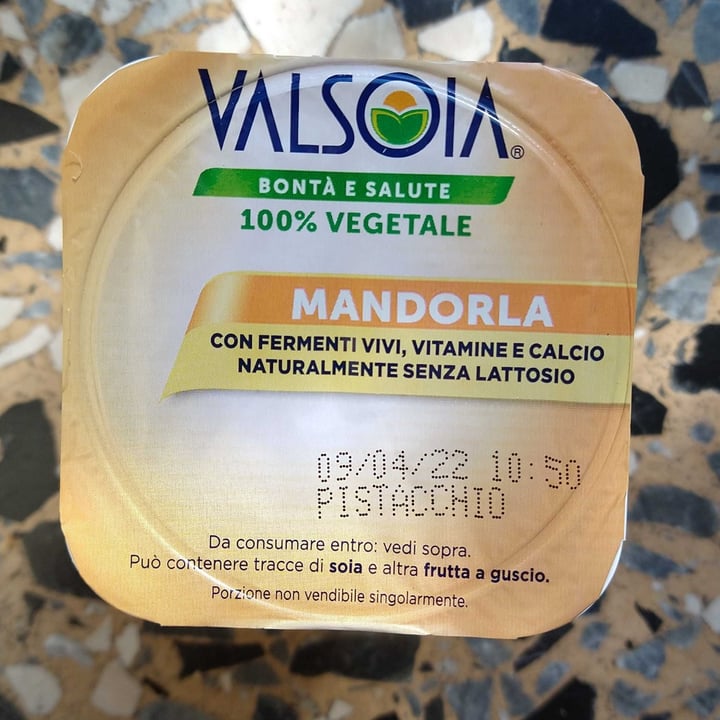 VALSOIA®
BONTÀ E SALUTE
100% VEGETALE
MANDORLA
CON FERMENTI VIVI, VITAMINE E CALCIO
NATURALMENTE SENZA LATTOSIO
09/04/22 10:50
PISTACCHIO
Da consumare entro: vedi sopra.
Può contenere tracce di soia e altra frutta a guscio.
Porzione non vendibile singolarmente.